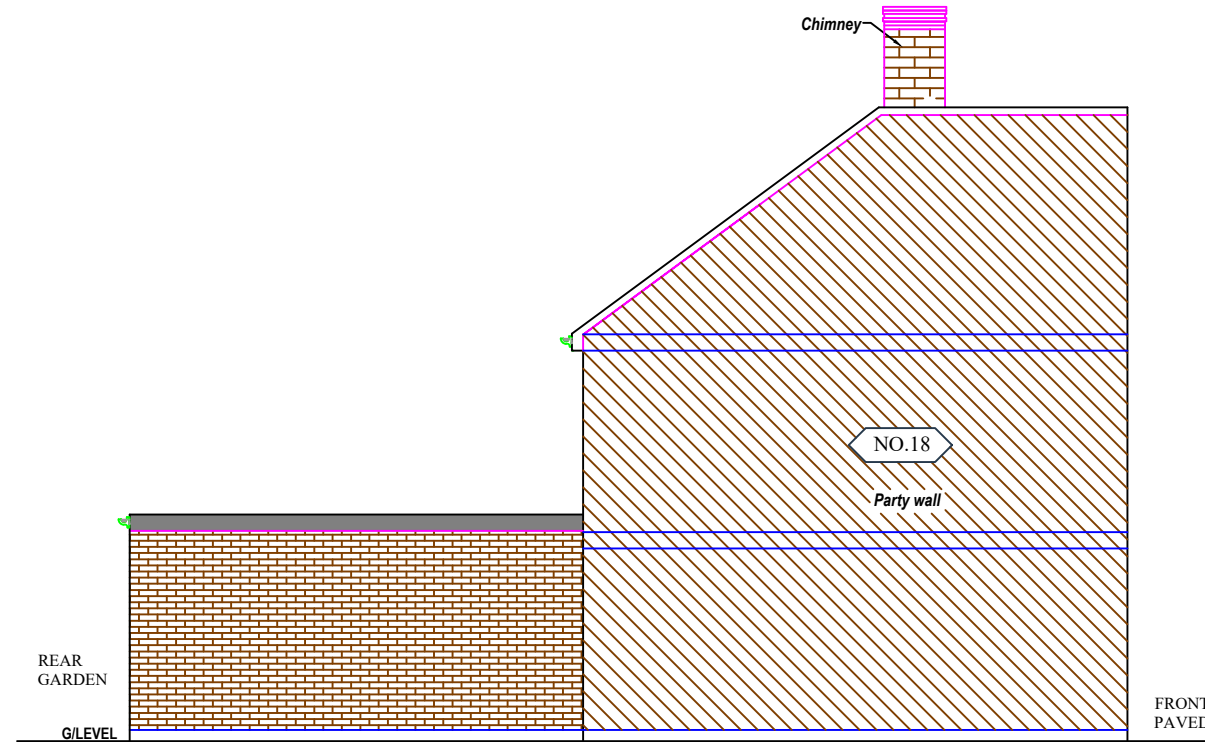 Chimney
NO.18
Party wall
REAR
GARDEN
G/LEVEL
FRONT
PAVED